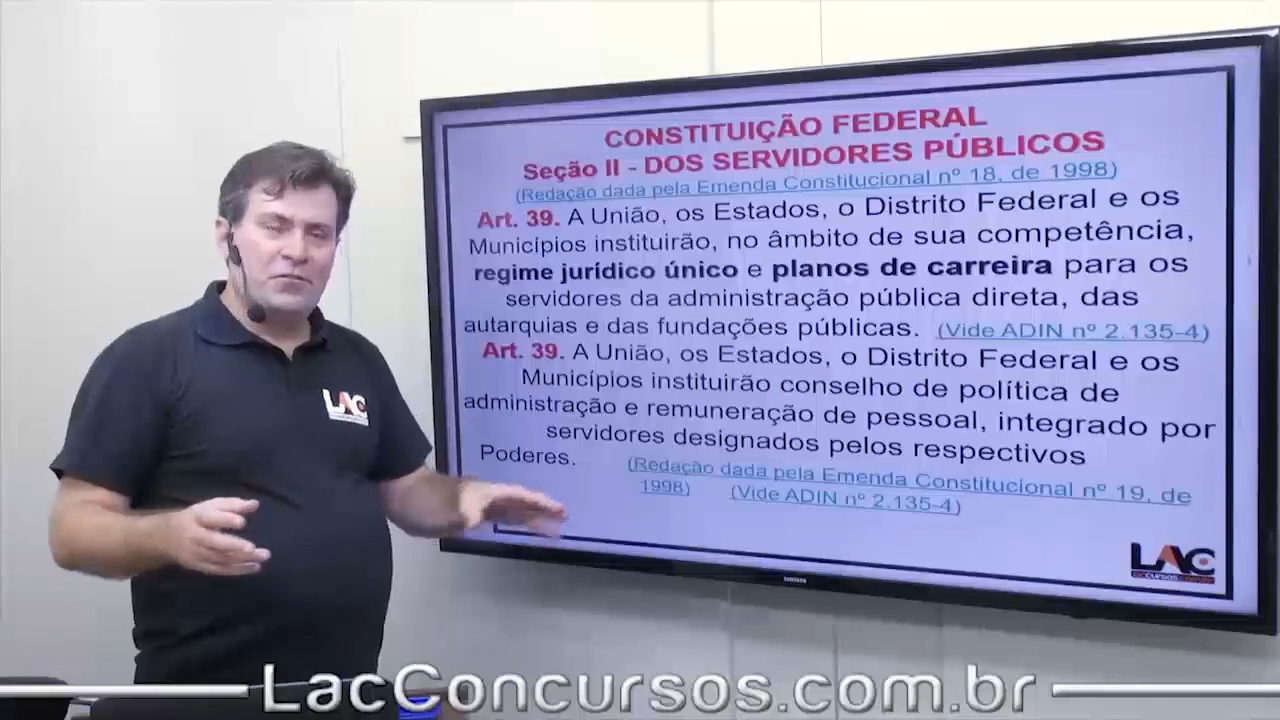 CONSTITUIÇÃO FEDERAL
Seção II - DOS SERVIDORES PÚBLICOS
(Redação dada pela Emenda Constitucional nº 18, de 1998)
Art. 39. A União, os Estados, o Distrito Federal e os
Municípios instituirão, no âmbito de sua competência,
regime jurídico único e planos de carreira para os
servidores da administração pública direta, das
autarquias e das fundações públicas. (Vide ADIN nº 2.135-4)
Art. 39. A União, os Estados, o Distrito Federal e os
Municípios instituirão conselho de política de
administração e remuneração de pessoal, integrado por
servidores designados pelos respectivos
Poderes. (Redação dada pela Emenda Constitucional nº 19, de
1998) (Vide ADIN nº 2.135-4)
LAC
LAC
SAMSUNG
LacConcursos.com.br